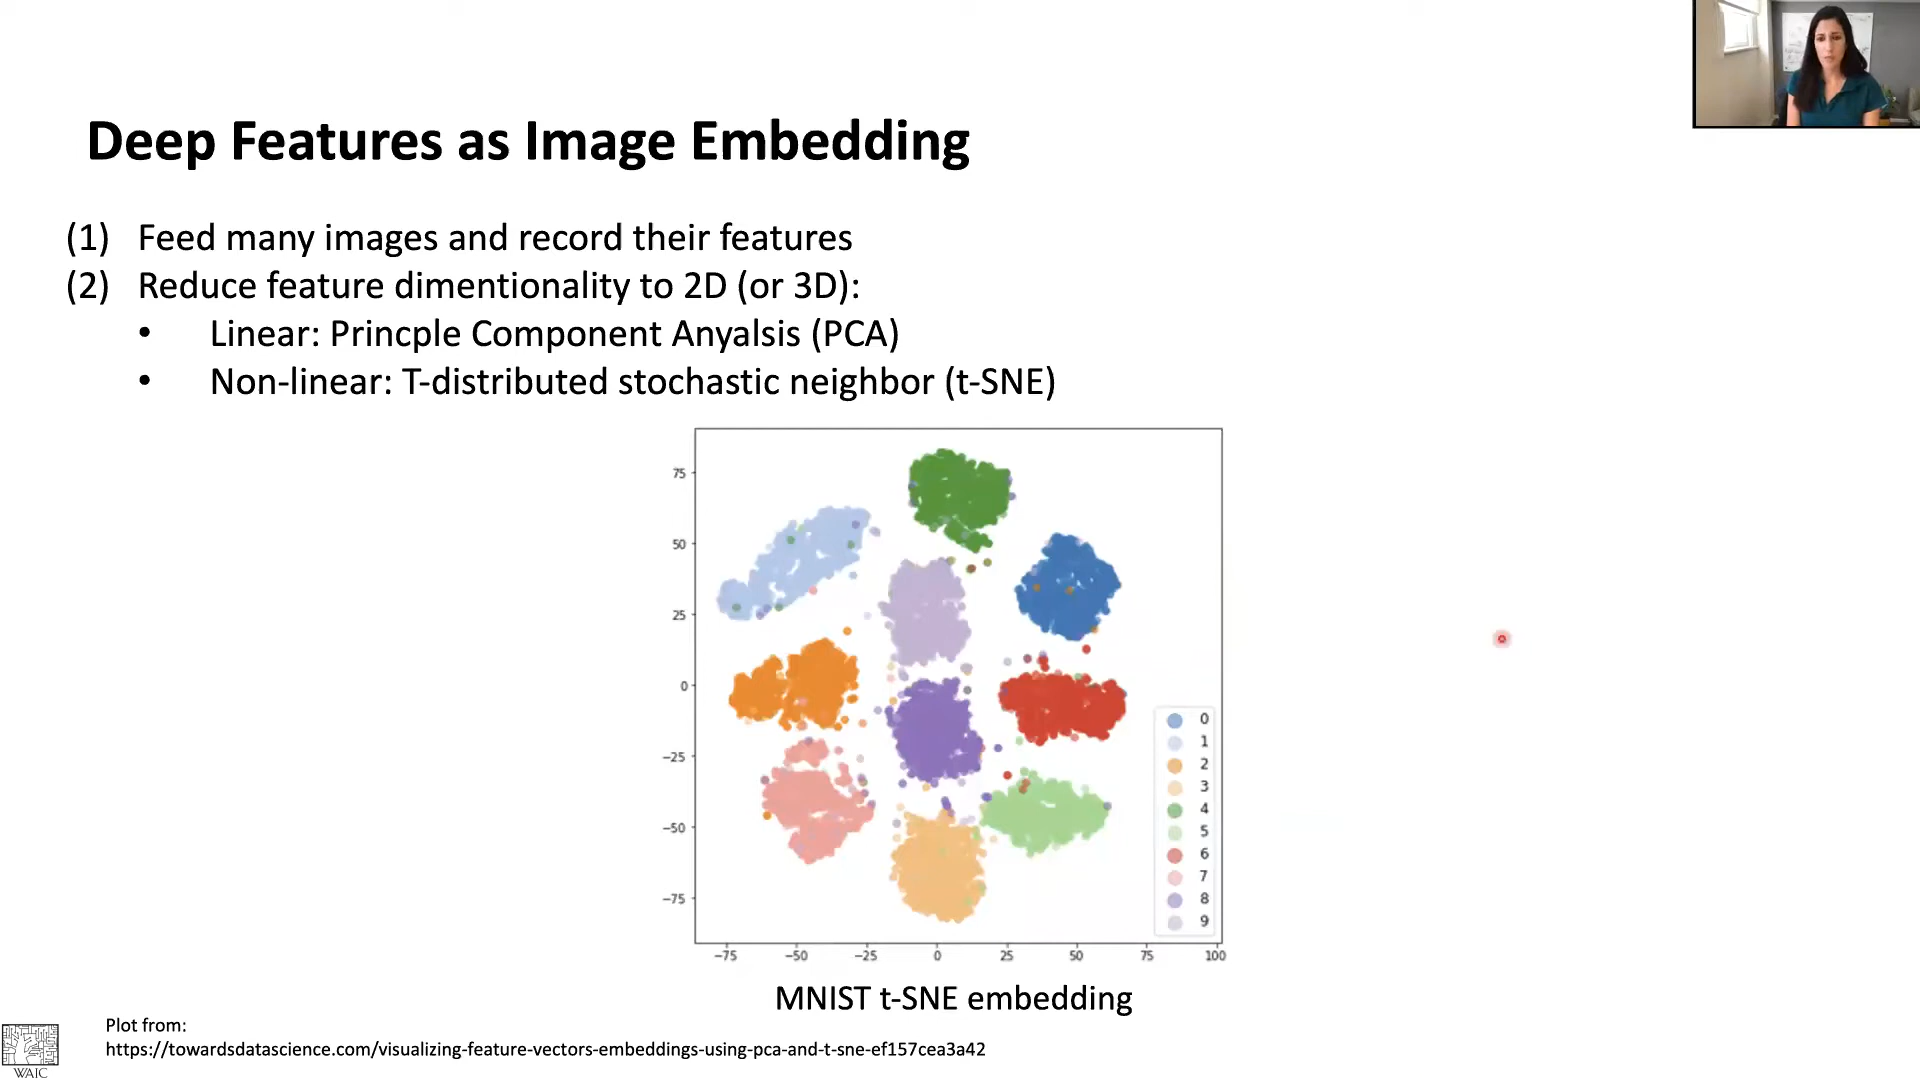 Deep Features as Image Embedding
(1) Feed many images and record their features
(2) Reduce feature dimentionality to 2D (or 3D):
• Linear: Princple Component Anyalsis (PCA)
• Non-linear: T-distributed stochastic neighbor (t-SNE)
75
50
25
0
−25
−50
−75
0
1
2
3
4
5
6
7
8
9
−75 −50 −25 0 25 50 75 100
MNIST t-SNE embedding
Plot from:
https://towardsdatascience.com/visualizing-feature-vectors-embeddings-using-pca-and-t-sne-ef157cea3a42
WAIC